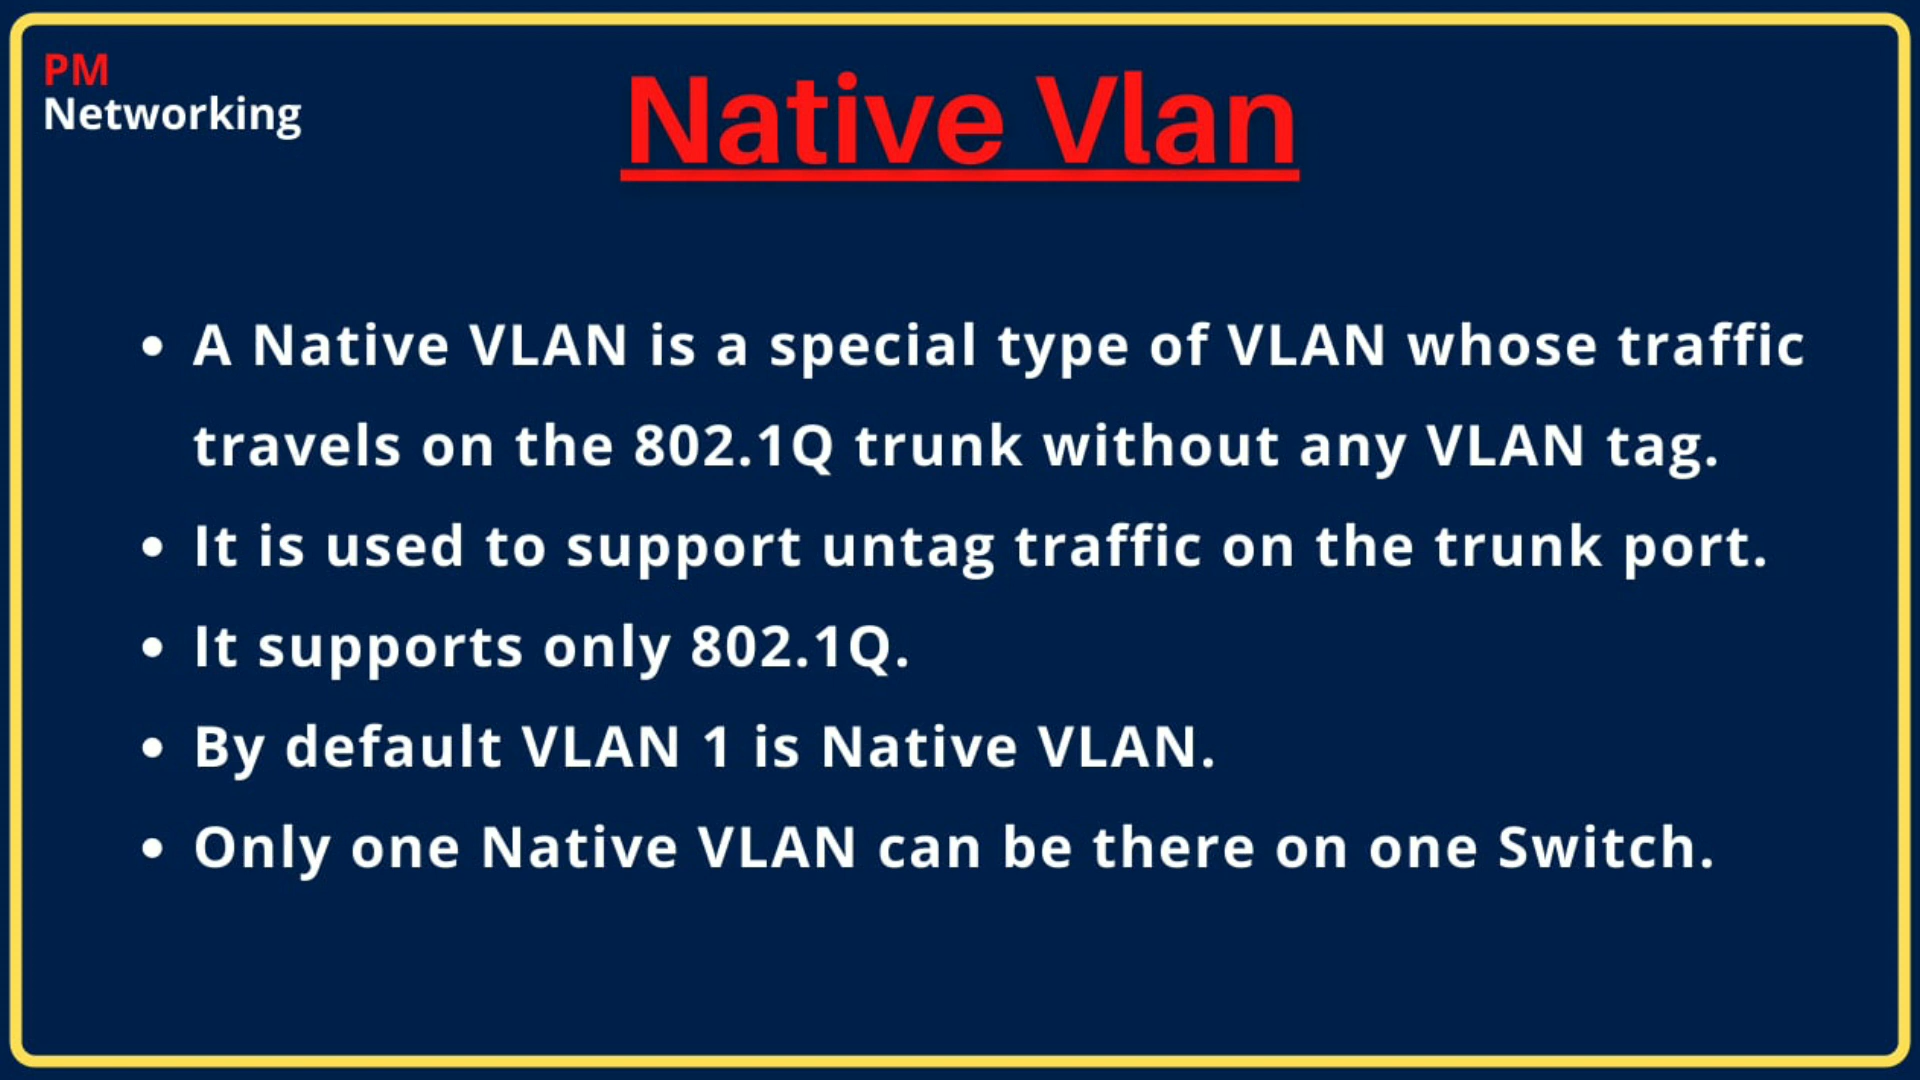 PM
Networking
Native Vlan
• A Native VLAN is a special type of VLAN whose traffic
travels on the 802.1Q trunk without any VLAN tag.
• It is used to support untag traffic on the trunk port.
• It supports only 802.1Q.
• By default VLAN 1 is Native VLAN.
• Only one Native VLAN can be there on one Switch.